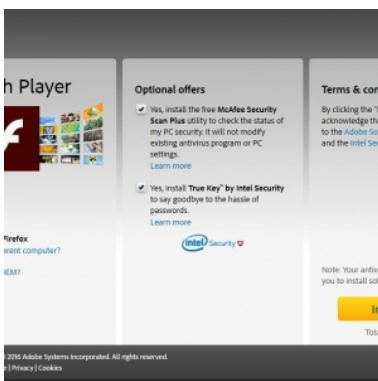 h Player
Firefox
erent computer?
OEM?
Optional offers
Yes, install the free McAfee Security
Scan Plus utility to check the status of
my PC security. It will not modify
existing antivirus program or PC
settings.
Learn more
Yes, install True Key™ by Intel Security
to say goodbye to the hassle of
passwords.
Learn more
intel Security
Terms & con
By clicking the "I
acknowledge th
to the Adobe So
and the Intel Sec
Note: Your antiv
you to install sof
In
Tota
2016 Adobe Systems Incorporated. All rights reserved.
e | Privacy | Cookies